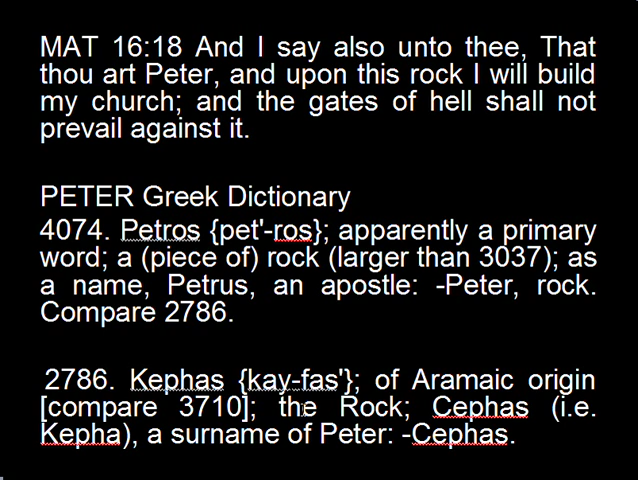 MAT 16:18 And I say also unto thee, That
thou art Peter, and upon this rock I will build
my church; and the gates of hell shall not
prevail against it.
PETER Greek Dictionary
4074. Petros {pet'-ros}; apparently a primary
word; a (piece of) rock (larger than 3037); as
a name, Petrus, an apostle: -Peter, rock.
Compare 2786.
2786. Kephas {kay-fas'}; of Aramaic origin
[compare 3710]; the Rock; Cephas (i.e.
Kepha), a surname of Peter: -Cephas.